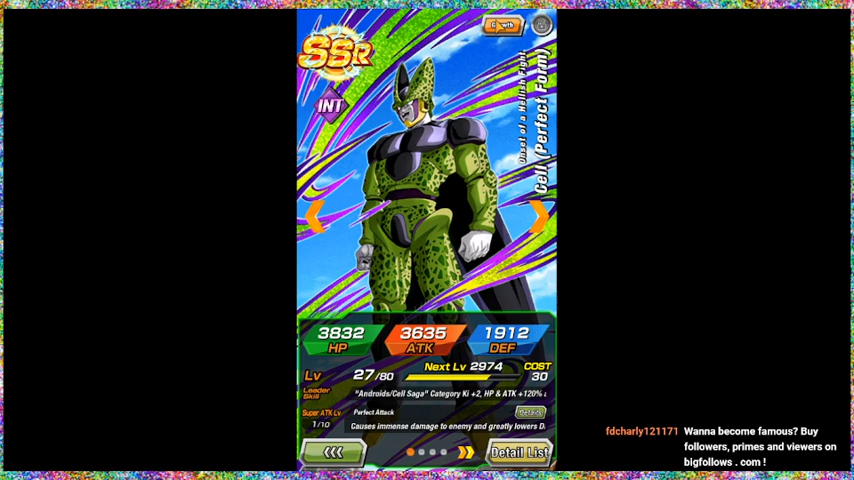 Growth
SSR
INT
Onset of a Hellish Fight
Cell (Perfect Form)
3832
HP
3635
ATK
1912
DEF
Lv 27/80
Next Lv 2974
COST
30
Leader
Skill
"Androids/Cell Saga" Category Ki +2, HP & ATK +120%
Super ATK Lv
1/10
Perfect Attack
Details
Causes immense damage to enemy and greatly lowers D
Detail List
fdcharly121171 Wanna become famous? Buy
followers, primes and viewers on
bigfollows . com !